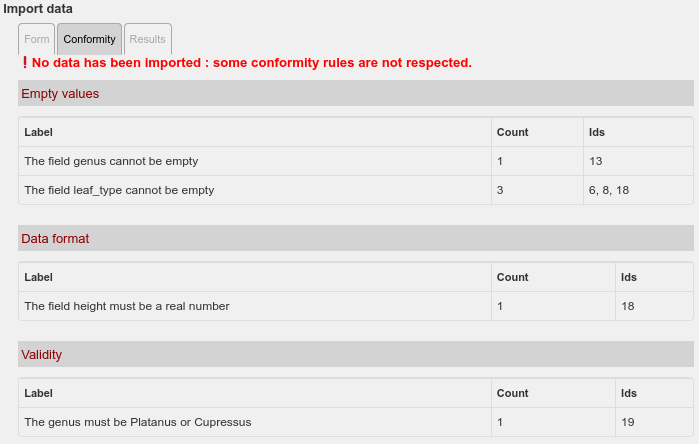 Import data
Form Conformity Results
! No data has been imported : some conformity rules are not respected.
Empty values
Label Count Ids
The field genus cannot be empty 1 13
The field leaf_type cannot be empty 3 6, 8, 18
Data format
Label Count Ids
The field height must be a real number 1 18
Validity
Label Count Ids
The genus must be Platanus or Cupressus 1 19